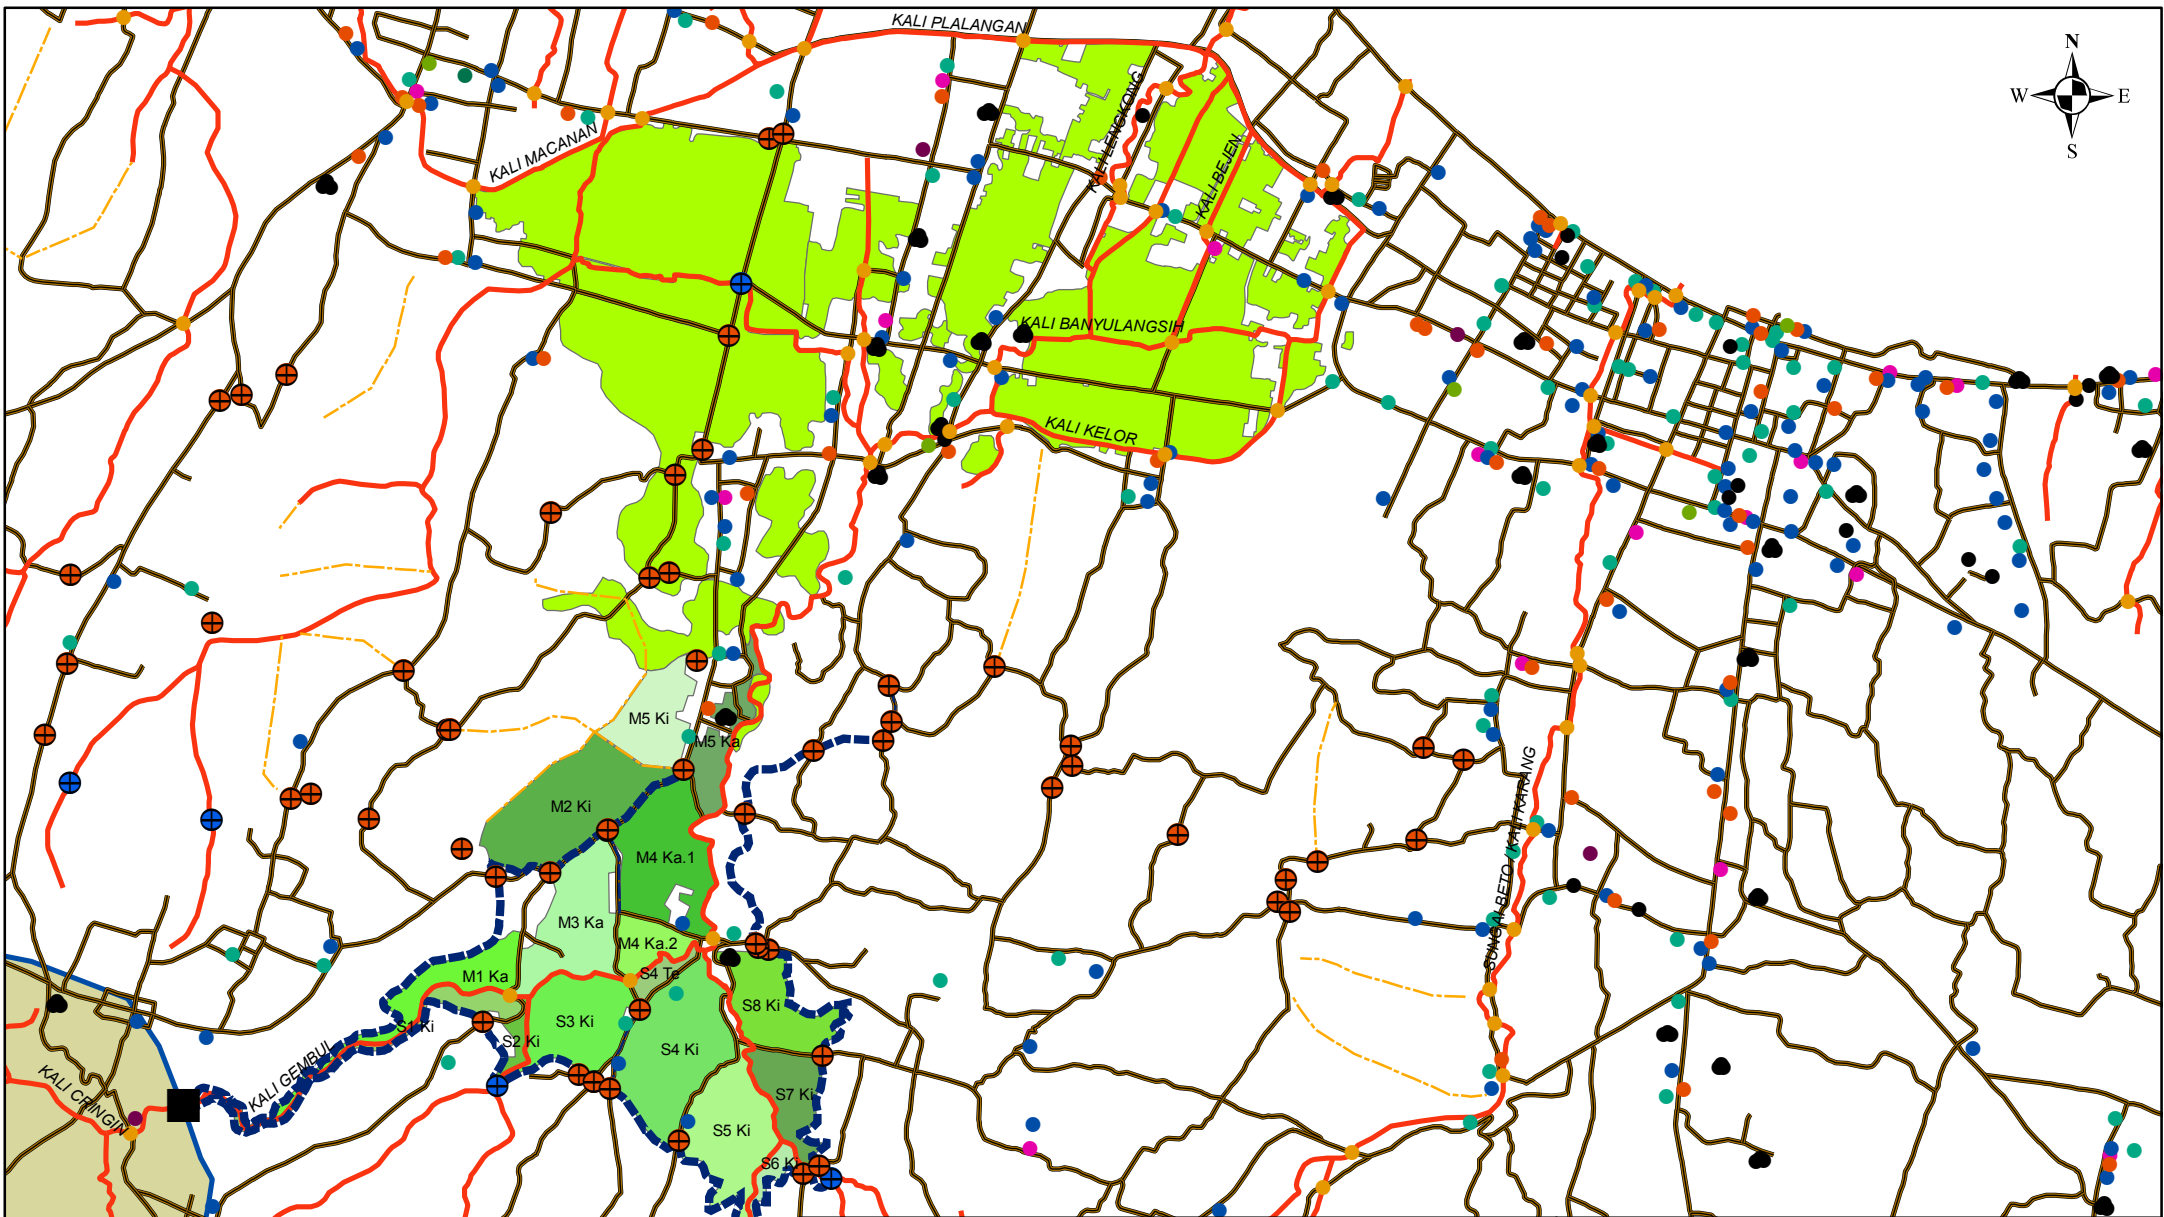 KALI PLALANGAN
N
W
E
S
KALI MACANAN
KALI LENGKONG
KALI BEJEN
KALI BANYULANGSIH
KALI KELOR
M5 Ki
M5 Ka
M2 Ki
M4 Ka.1
M3 Ka
M4 Ka.2
S4 Te
M1 Ka
S8 Ki
S1 Ki
S3 Ki
S2 Ki
S4 Ki
S7 Ki
S5 Ki
S6 Ki
KALI GEMBUL
KALI CRINGIN
SUNGAI BETO / KALI KARANG